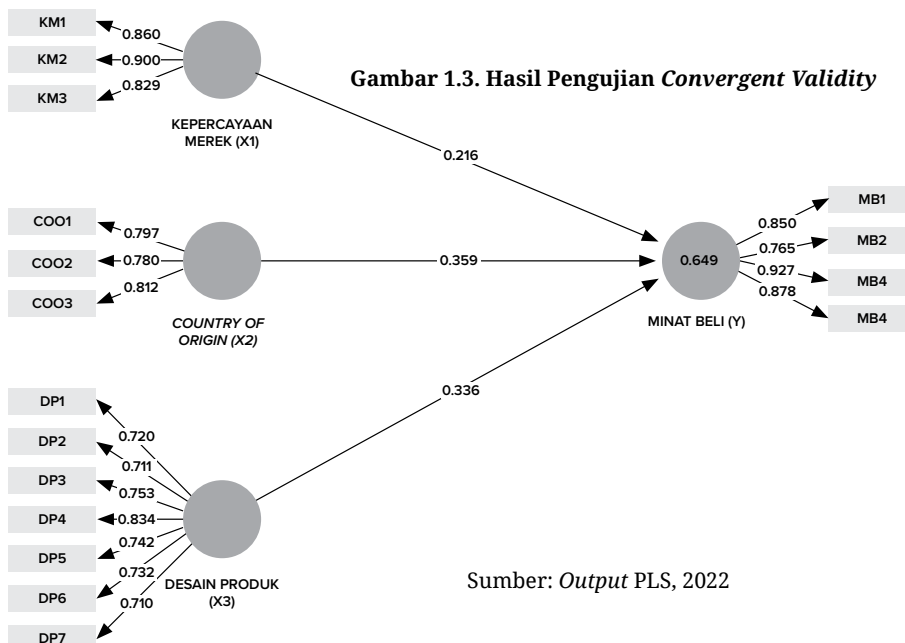 KM1
0.860
KM2
0.900
KM3
0.829
KEPERCAYAAN
MEREK (X1)
Gambar 1.3. Hasil Pengujian Convergent Validity
0.216
COO1
0.797
COO2
0.780
COO3
0.812
COUNTRY OF
ORIGIN (X2)
0.359
0.649
MINAT BELI (Y)
0.850
MB1
0.765
MB2
0.927
MB4
0.878
MB4
0.336
DP1
0.720
DP2
0.711
DP3
0.753
DP4
0.834
DP5
0.742
DP6
0.732
DP7
0.710
DESAIN PRODUK
(X3)
Sumber: Output PLS, 2022